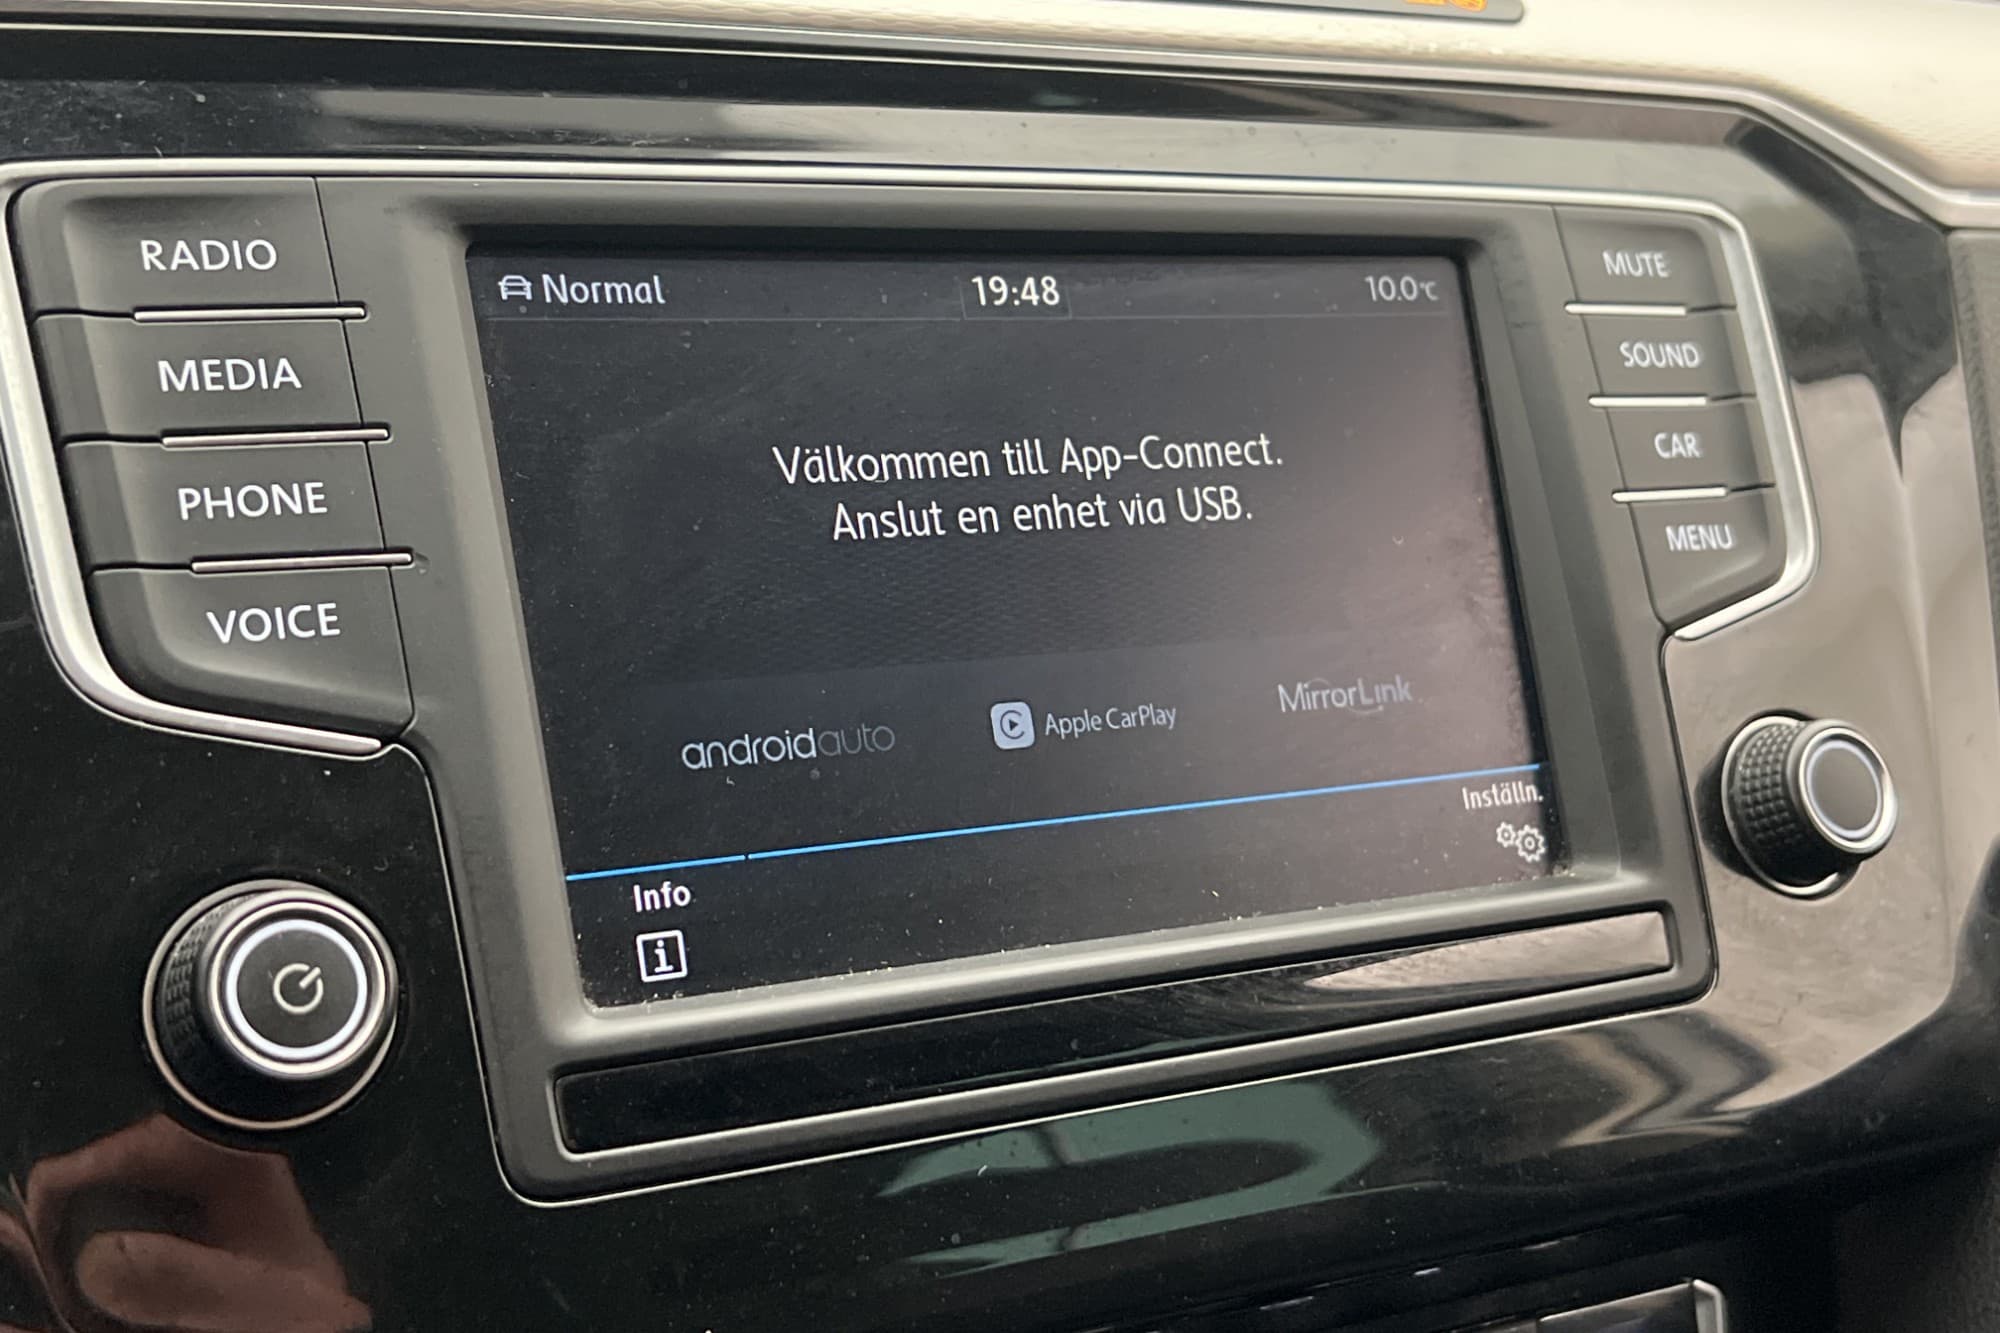 RADIO
MEDIA
PHONE
VOICE
Normal
19:48
10.0°C
Välkommen till App-Connect.
Anslut en enhet via USB.
androidauto
Apple CarPlay
MirrorLink
Inställn.
Info
i
MUTE
SOUND
CAR
MENU